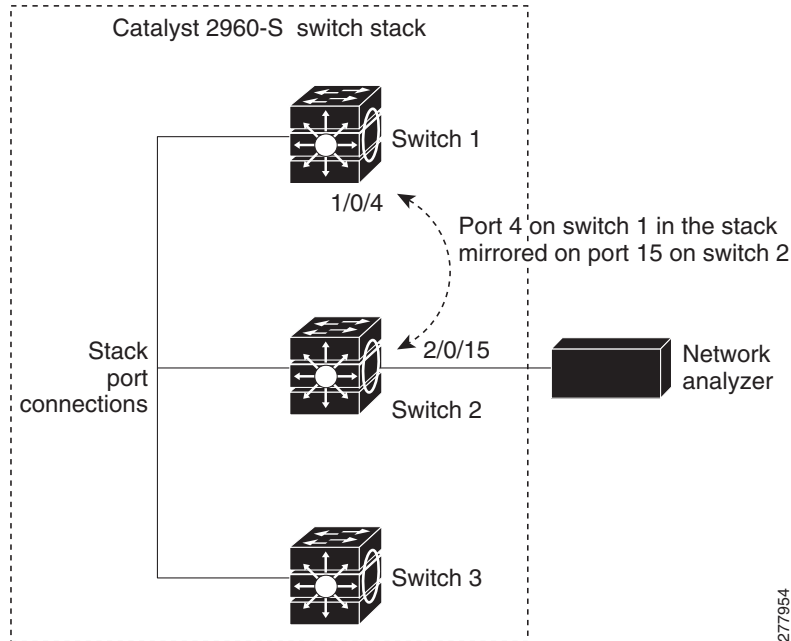 Catalyst 2960-S switch stack
Switch 1
1/0/4
Port 4 on switch 1 in the stack
mirrored on port 15 on switch 2
Stack
port
connections
2/0/15
Switch 2
Network
analyzer
Switch 3
277954